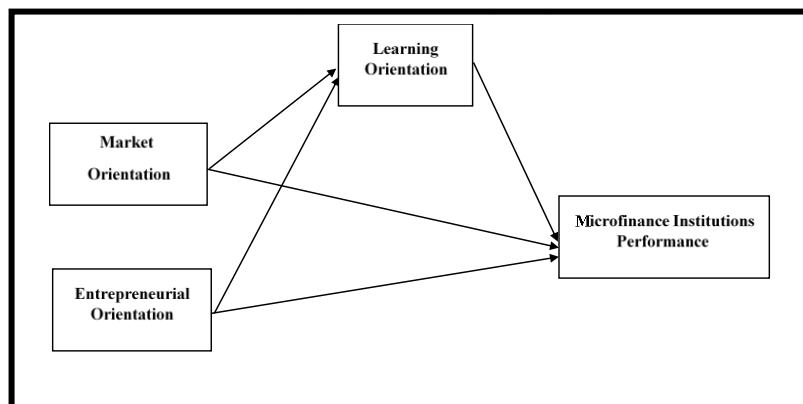 Learning
Orientation
Market
Orientation
Microfinance Institutions
Performance
Entrepreneurial
Orientation